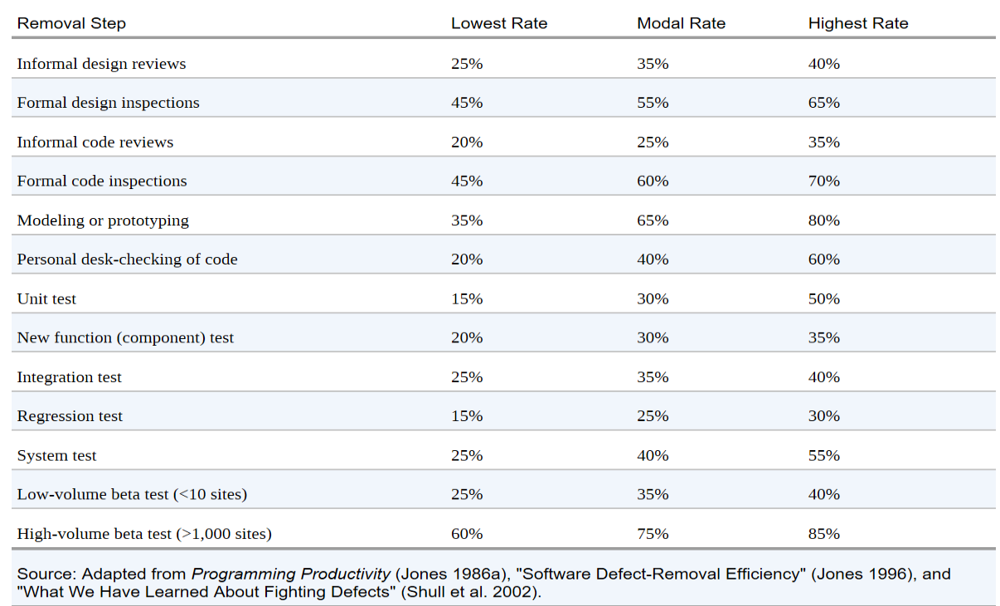 Removal Step Lowest Rate Modal Rate Highest Rate
Informal design reviews 25% 35% 40%
Formal design inspections 45% 55% 65%
Informal code reviews 20% 25% 35%
Formal code inspections 45% 60% 70%
Modeling or prototyping 35% 65% 80%
Personal desk-checking of code 20% 40% 60%
Unit test 15% 30% 50%
New function (component) test 20% 30% 35%
Integration test 25% 35% 40%
Regression test 15% 25% 30%
System test 25% 40% 55%
Low-volume beta test (<10 sites) 25% 35% 40%
High-volume beta test (>1,000 sites) 60% 75% 85%
Source: Adapted from Programming Productivity (Jones 1986a), "Software Defect-Removal Efficiency" (Jones 1996), and
"What We Have Learned About Fighting Defects" (Shull et al. 2002).